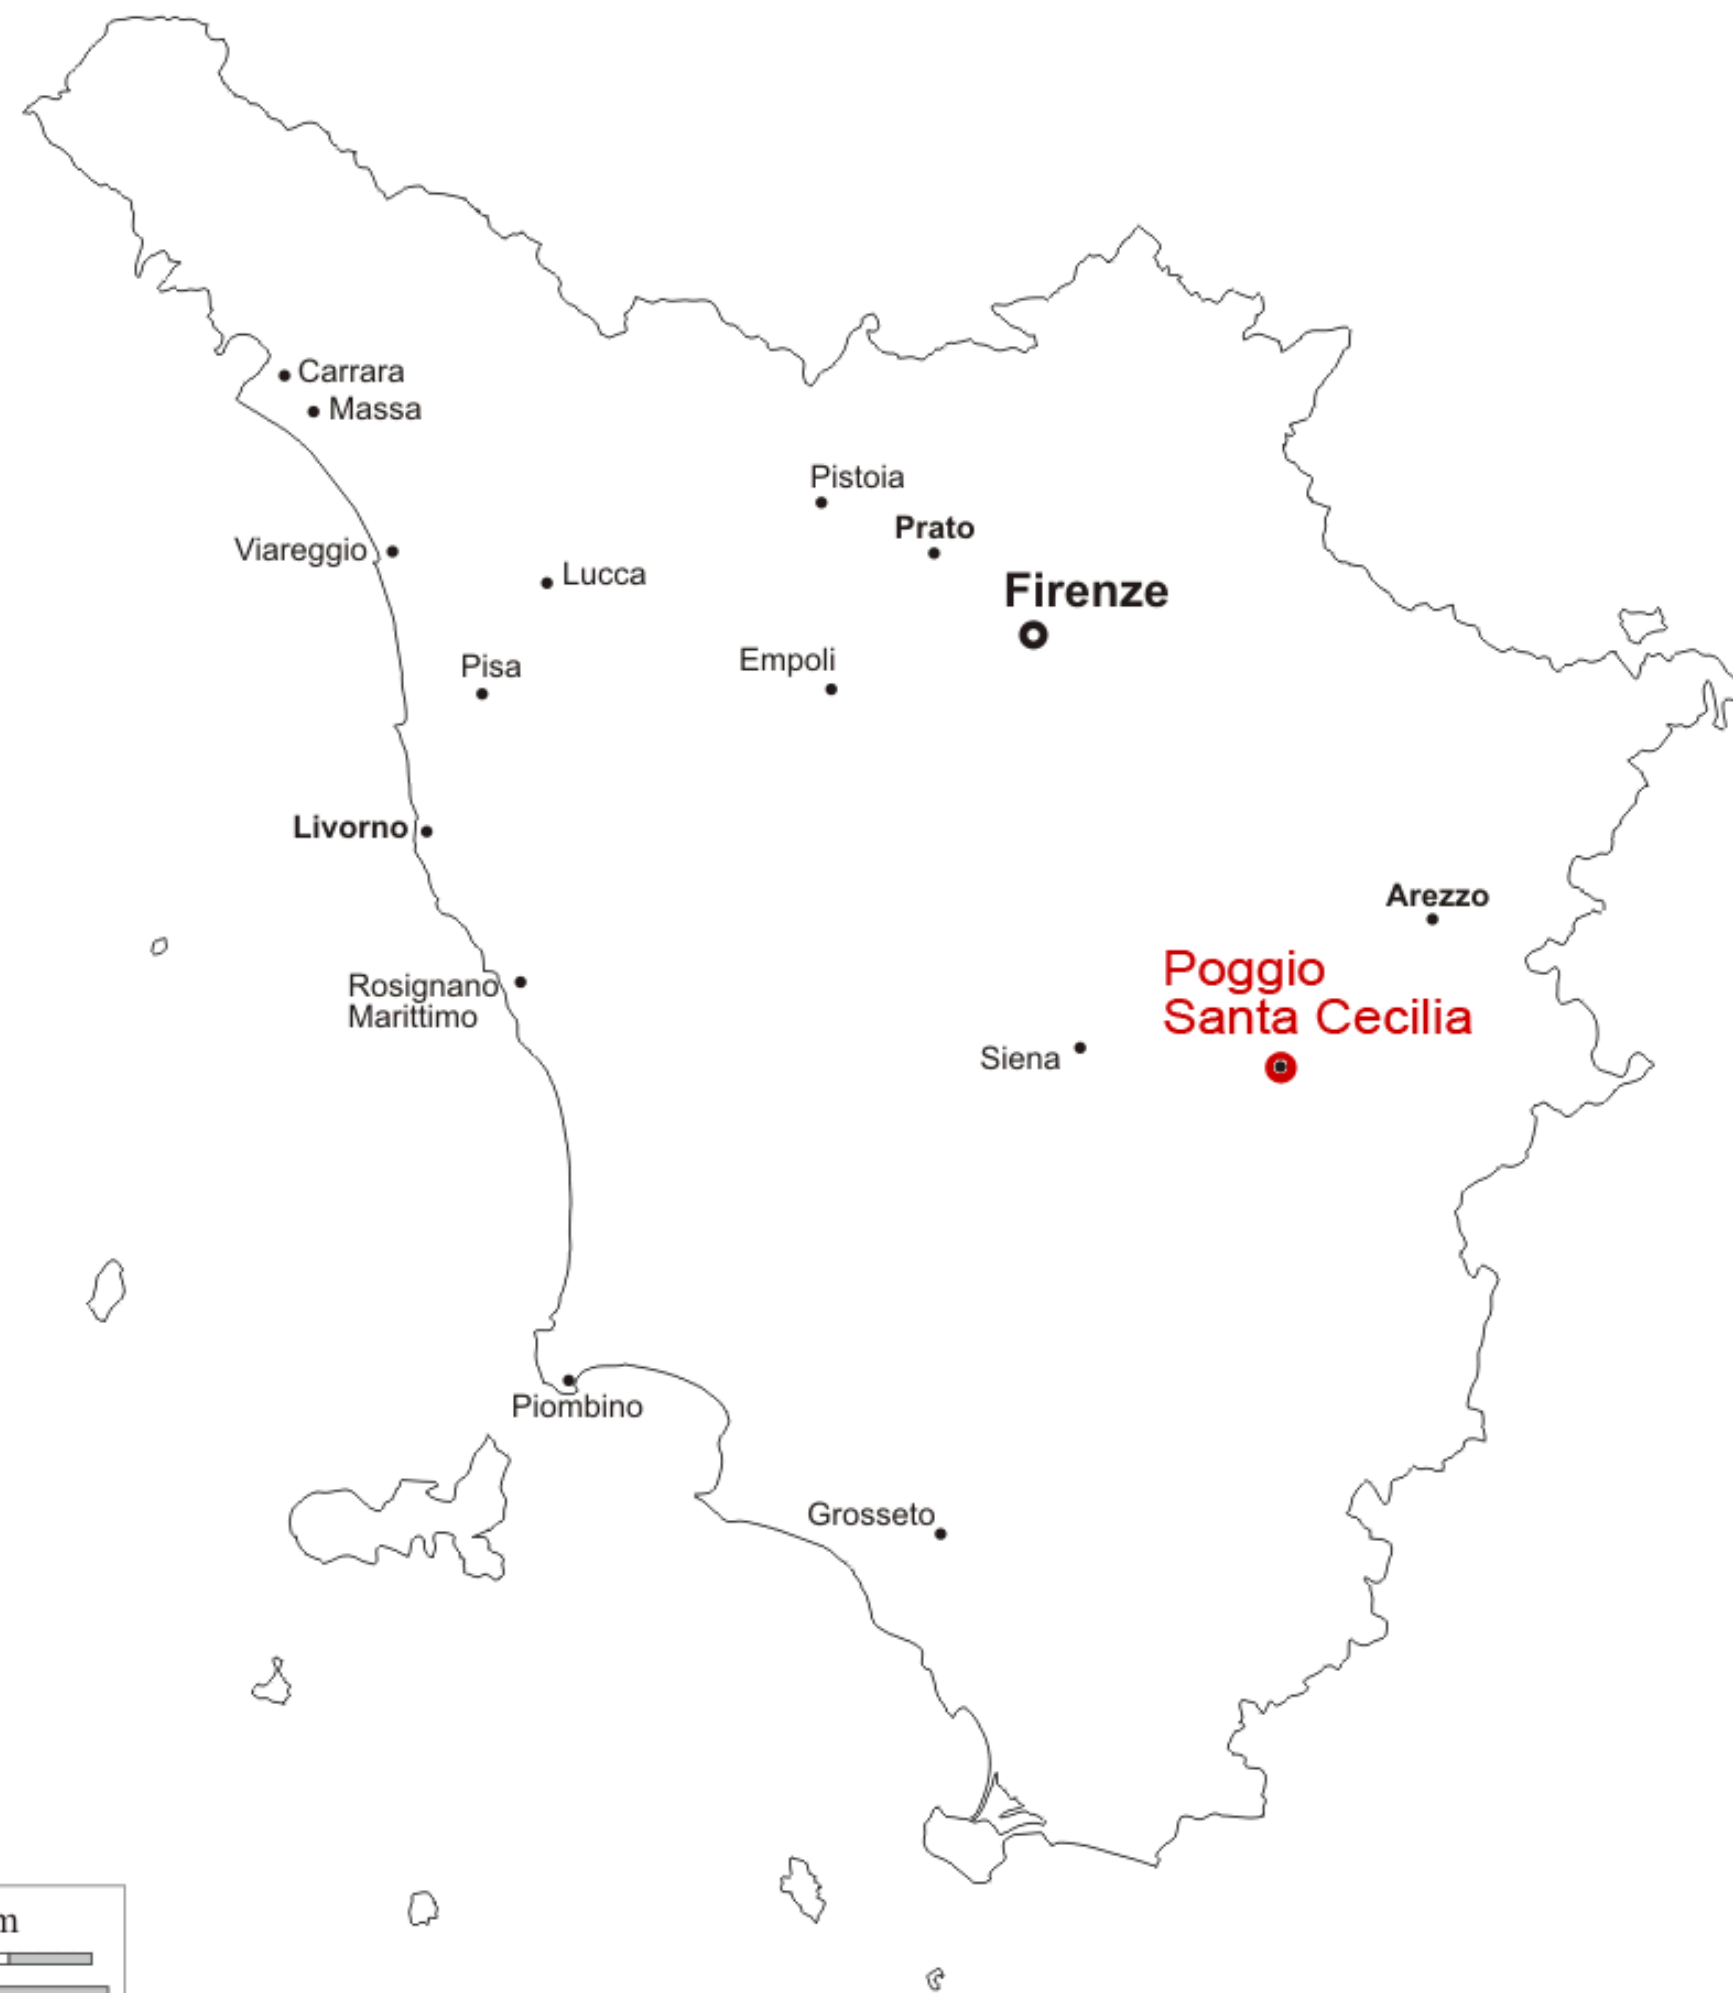 Carrara
Massa
Pistoia
Prato
Viareggio
Lucca
Firenze
Pisa
Empoli
Livorno
Arezzo
Poggio
Santa Cecilia
Rosignano
Marittimo
Siena
Piombino
Grosseto